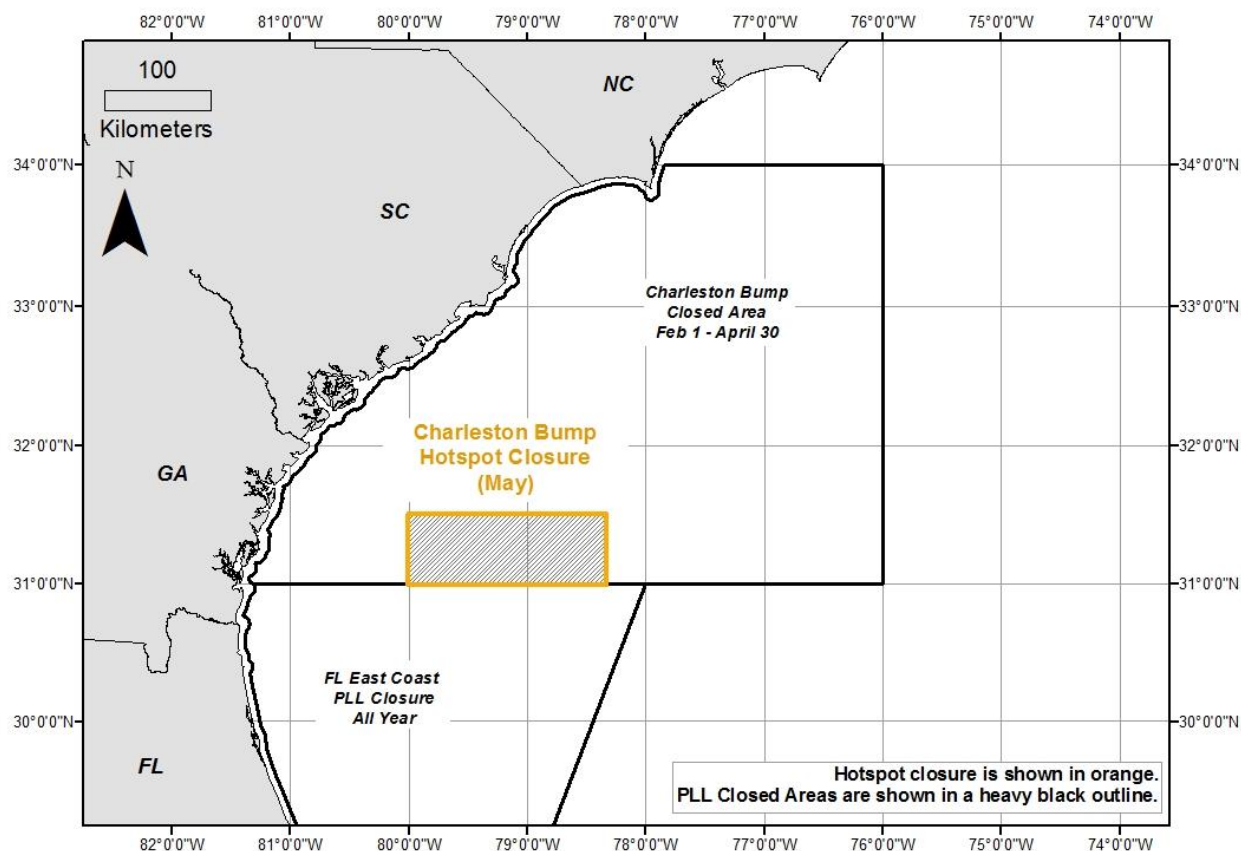 82°0'0"W 81°0'0"W 80°0'0"W 79°0'0"W 78°0'0"W 77°0'0"W 76°0'0"W 75°0'0"W 74°0'0"W
100
Kilometers
NC
N
34°0'0"N 34°0'0"N
SC
Charleston Bump
Closed Area
Feb 1 - April 30
33°0'0"N 33°0'0"N
Charleston Bump
Hotspot Closure
(May)
32°0'0"N 32°0'0"N
GA
31°0'0"N 31°0'0"N
FL East Coast
PLL Closure
All Year
30°0'0"N 30°0'0"N
FL
Hotspot closure is shown in orange.
PLL Closed Areas are shown in a heavy black outline.
82°0'0"W 81°0'0"W 80°0'0"W 79°0'0"W 78°0'0"W 77°0'0"W 76°0'0"W 75°0'0"W 74°0'0"W